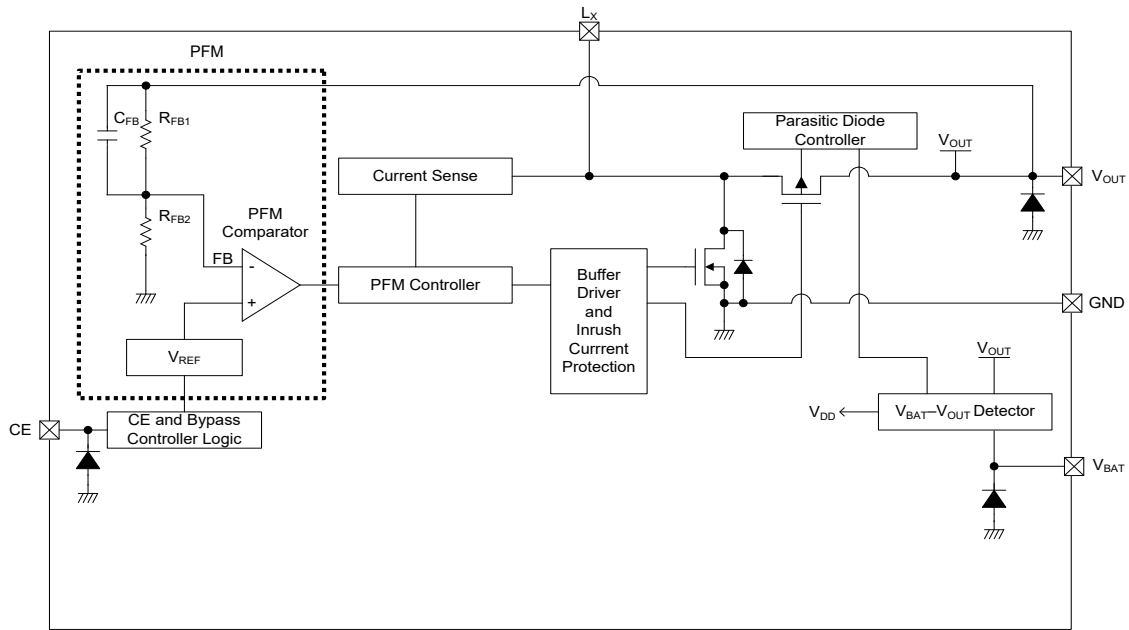 LX
PFM
CFB
RFB1
RFB2
PFM
Comparator
FB
-
+
VREF
CE and Bypass
Controller Logic
CE
Current Sense
PFM Controller
Buffer
Driver
and
Inrush
Currrent
Protection
Parasitic Diode
Controller
VOUT
VOUT
GND
VOUT
VDD
VBAT–VOUT Detector
VBAT